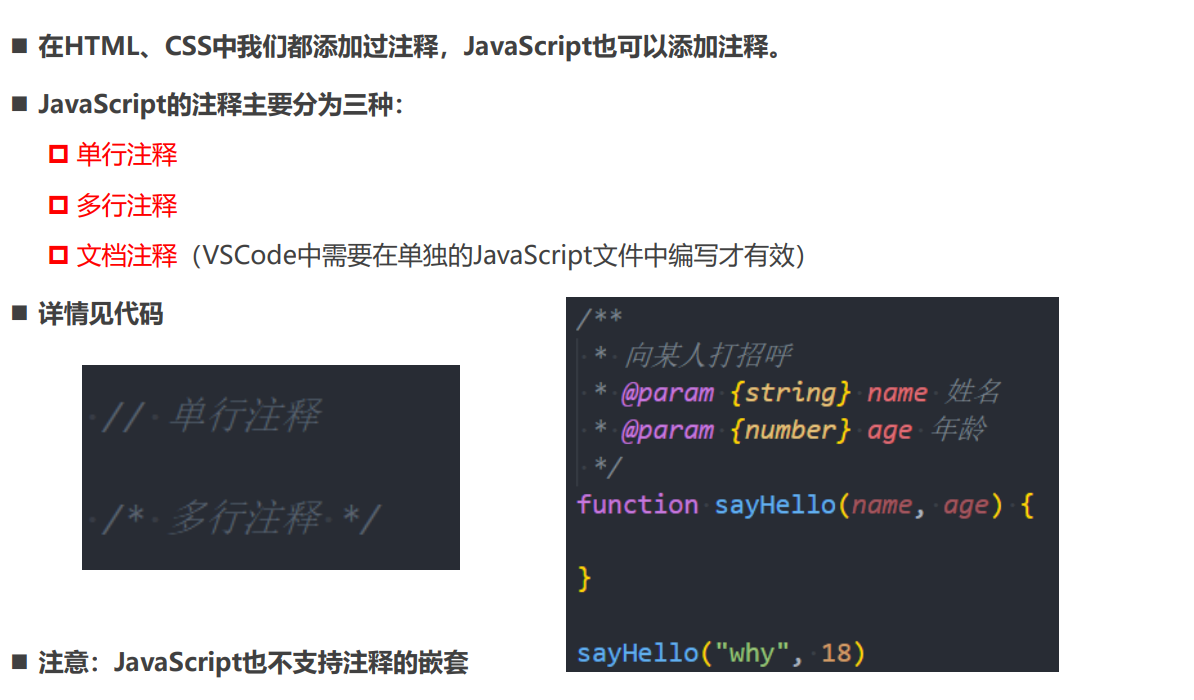 在HTML、CSS中我们都添加过注释，JavaScript也可以添加注释。
JavaScript的注释主要分为三种：
单行注释
多行注释
文档注释（VSCode中需要在单独的JavaScript文件中编写才有效）
详情见代码
// 单行注释
/* 多行注释 */
/**
 * 向某人打招呼
 * @param {string} name 姓名
 * @param {number} age 年龄
 */
function sayHello(name, age) {
}
sayHello("why", 18)
注意：JavaScript也不支持注释的嵌套